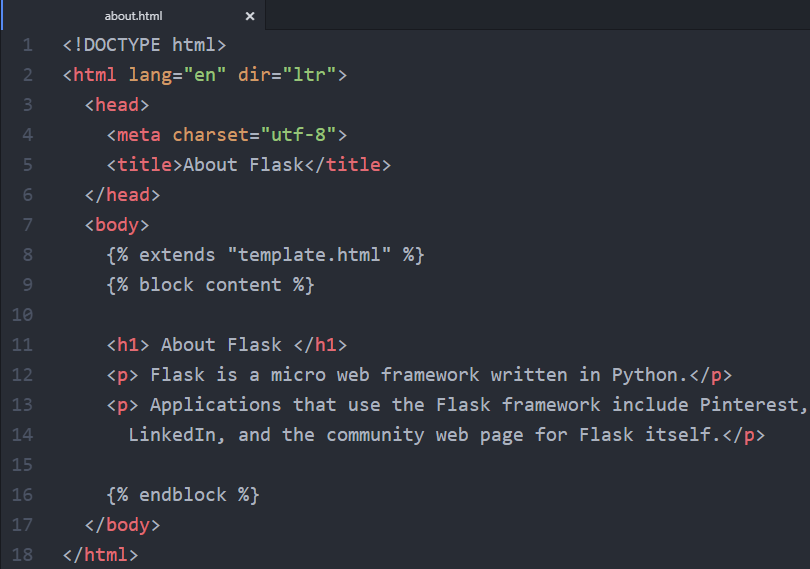 about.html ×
1 <!DOCTYPE html>
2 <html lang="en" dir="ltr">
3   <head>
4     <meta charset="utf-8">
5     <title>About Flask</title>
6   </head>
7   <body>
8     {% extends "template.html" %}
9     {% block content %}
10
11     <h1> About Flask </h1>
12     <p> Flask is a micro web framework written in Python.</p>
13     <p> Applications that use the Flask framework include Pinterest,
14       LinkedIn, and the community web page for Flask itself.</p>
15
16     {% endblock %}
17   </body>
18 </html>